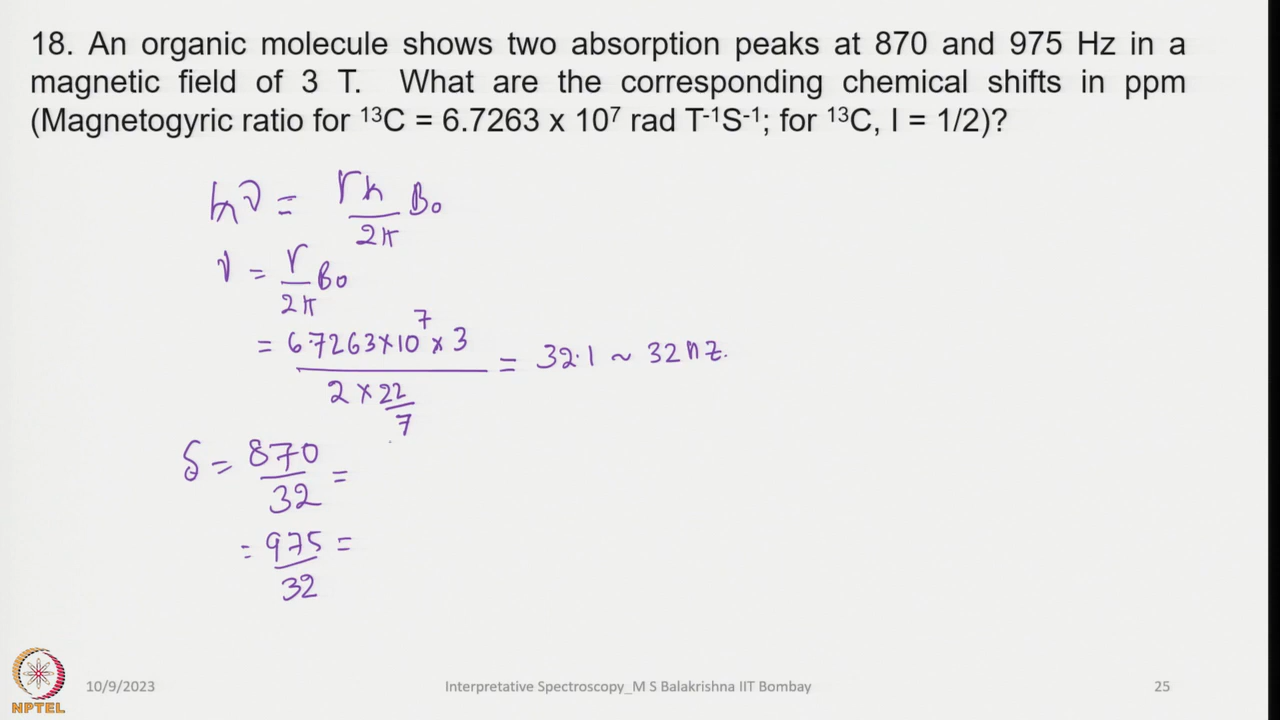 18. An organic molecule shows two absorption peaks at 870 and 975 Hz in a
magnetic field of 3 T. What are the corresponding chemical shifts in ppm
(Magnetogyric ratio for ¹³C = 6.7263 x 10⁷ rad T⁻¹S⁻¹; for ¹³C, I = 1/2)?
hν = rh/2π B₀
ν = r/2π B₀
= 6.7263×10⁷ × 3 / 2 × 22/7 = 32.1 ~ 32 Hz.
δ = 870/32 =
= 975/32 =
NPTEL
10/9/2023
Interpretative Spectroscopy_M S Balakrishna IIT Bombay
25